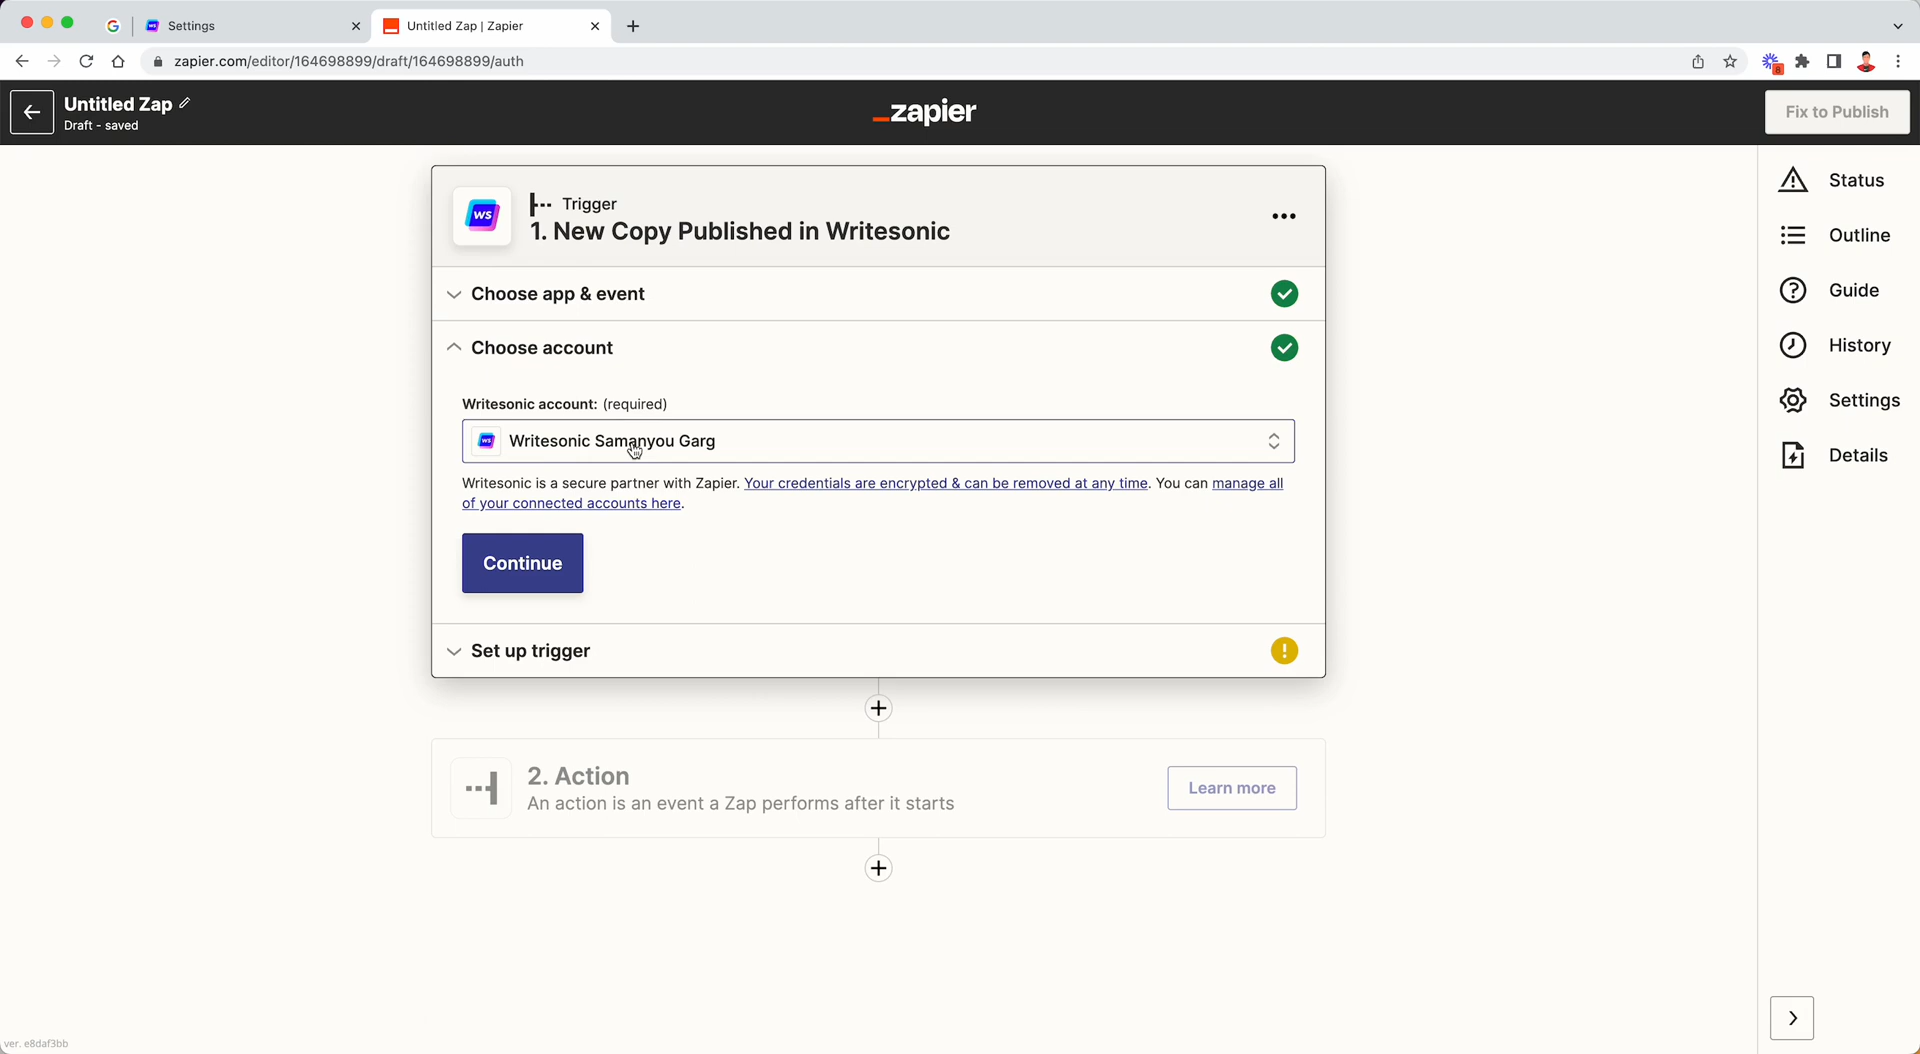 Settings
Untitled Zap | Zapier
zapier.com/editor/164698899/draft/164698899/auth
8
Untitled Zap
Draft - saved
_zapier
Fix to Publish
ws
Trigger
1. New Copy Published in Writesonic
Choose app & event
Choose account
Writesonic account: (required)
ws
Writesonic Samanyou Garg
Writesonic is a secure partner with Zapier. Your credentials are encrypted & can be removed at any time. You can manage all
of your connected accounts here.
Continue
Set up trigger
2. Action
An action is an event a Zap performs after it starts
Learn more
Status
Outline
Guide
History
Settings
Details
ver. e8daf3bb